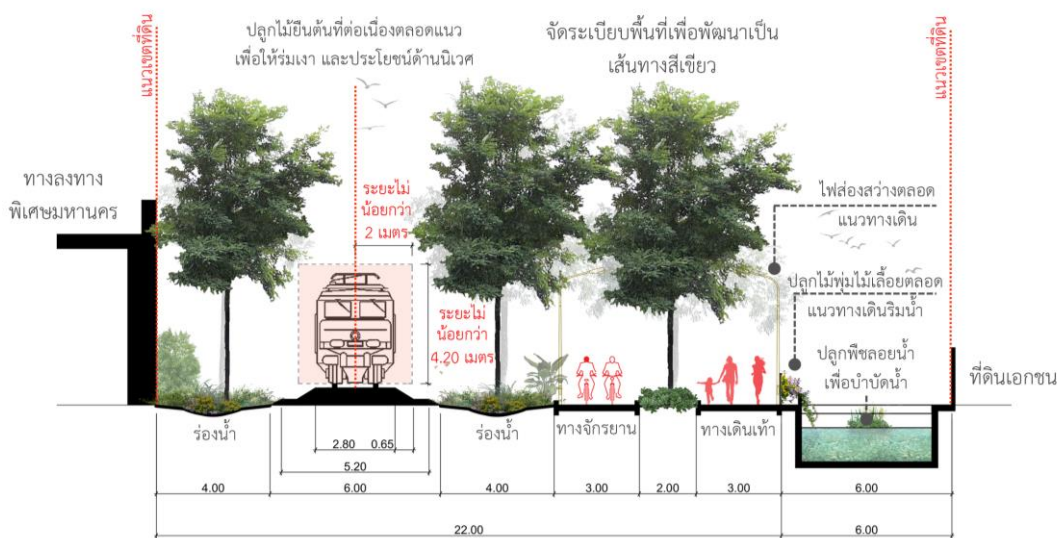 ปลูกไม้ยืนต้นที่ต่อเนื่องตลอดแนว
เพื่อให้ร่มเงา และประโยชน์ด้านนิเวศ
จัดระเบียบพื้นที่เพื่อพัฒนาเป็น
เส้นทางสีเขียว
แนวเขตที่ดิน
แนวเขตที่ดิน
ทางลงทาง
พิเศษมหานคร
ระยะไม่
น้อยกว่า
2 เมตร
ไฟส่องสว่างตลอด
แนวทางเดิน
ปลูกไม้พุ่มไม้เลื้อยตลอด
แนวทางเดินริมน้ำ
ระยะไม่
น้อยกว่า
4.20 เมตร
ปลูกพืชลอยน้ำ
เพื่อบำบัดน้ำ
ที่ดินเอกชน
ร่องน้ำ
ร่องน้ำ
ทางจักรยาน
ทางเดินเท้า
2.80 0.65
5.20
4.00 6.00 4.00 3.00 2.00 3.00 6.00
22.00 6.00